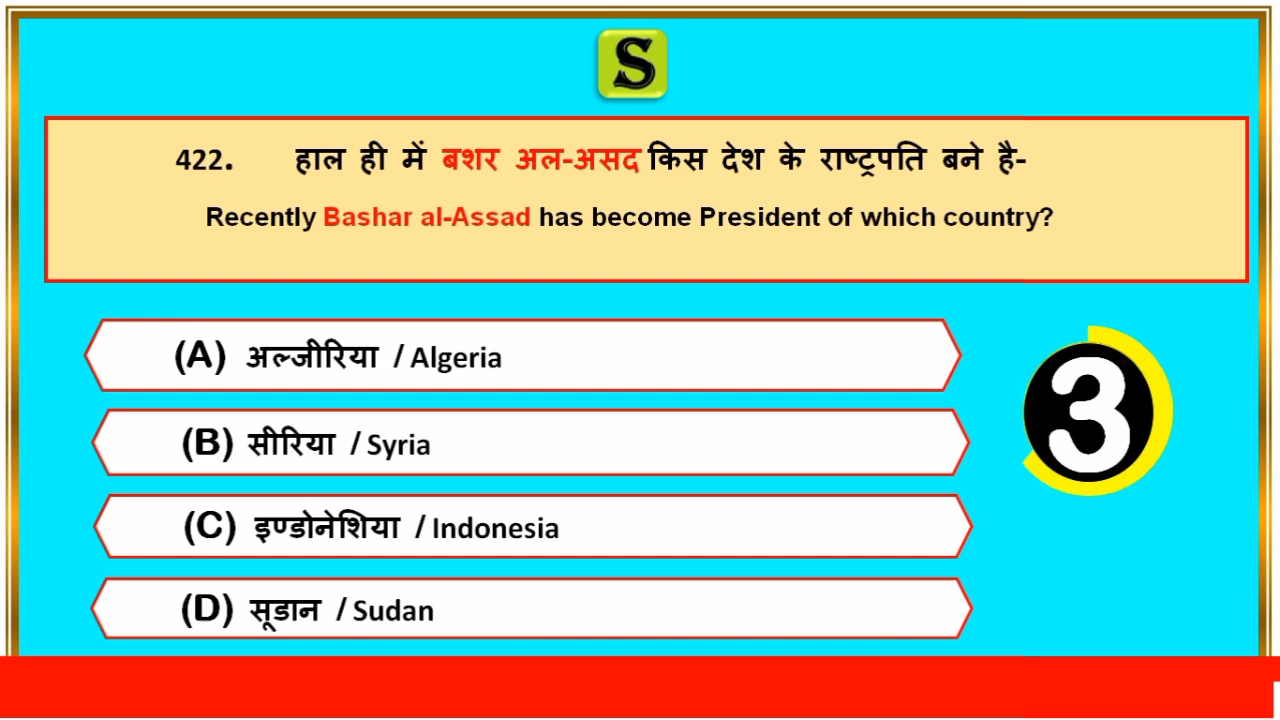 S
422. हाल ही में बशर अल-असद किस देश के राष्ट्रपति बने है-
Recently Bashar al-Assad has become President of which country?
(A) अल्जीरिया / Algeria
3
(B) सीरिया / Syria
(C) इण्डोनेशिया / Indonesia
(D) सूडान / Sudan